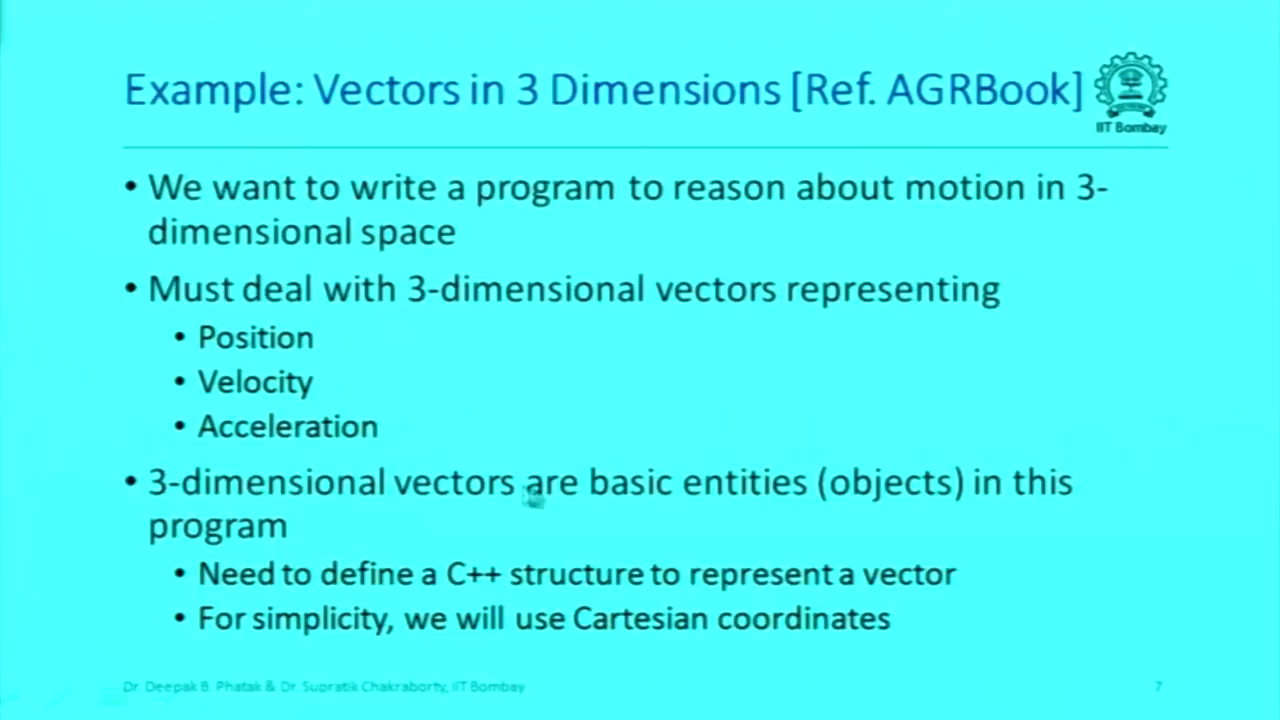 Example: Vectors in 3 Dimensions [Ref. AGRBook]
IIT Bombay
• We want to write a program to reason about motion in 3-
dimensional space
• Must deal with 3-dimensional vectors representing
• Position
• Velocity
• Acceleration
• 3-dimensional vectors are basic entities (objects) in this
program
• Need to define a C++ structure to represent a vector
• For simplicity, we will use Cartesian coordinates
Dr. Deepak B. Phatak & Dr. Supratik Chakraborty, IIT Bombay
7